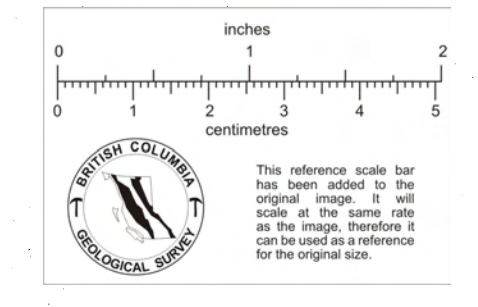 inches
0 1 2
0 1 2 3 4 5
centimetres
BRITISH COLUMBIA
GEOLOGICAL SURVEY
This reference scale bar
has been added to the
original image. It will
scale at the same rate
as the image, therefore it
can be used as a reference
for the original size.